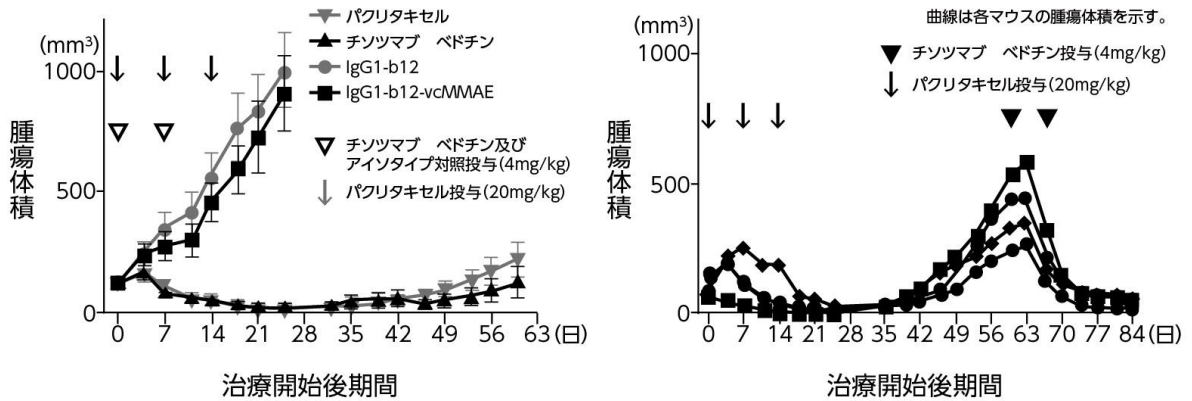 パクリタキセル
チソツマブ ベドチン
IgG1-b12
IgG1-b12-vcMMAE
チソツマブ ベドチン及び
アイソタイプ対照投与(4mg/kg)
パクリタキセル投与(20mg/kg)
(mm³)
1000
500
0
腫瘍体積
0 7 14 21 28 35 42 49 56 63(日)
治療開始後期間
曲線は各マウスの腫瘍体積を示す。
チソツマブ ベドチン投与(4mg/kg)
パクリタキセル投与(20mg/kg)
(mm³)
1000
500
0
腫瘍体積
0 7 14 21 28 35 42 49 56 63 70 77 84(日)
治療開始後期間